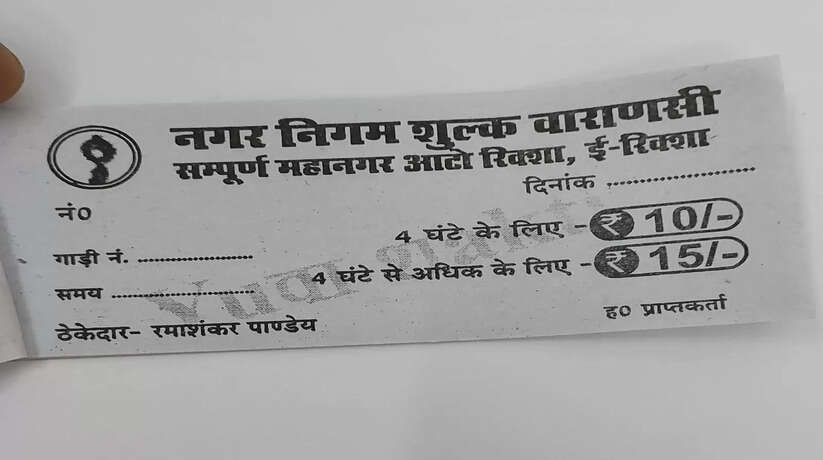 नगर निगम शुल्क वाराणसी
सम्पूर्ण महानगर आटो रिक्शा, ई-रिक्शा
दिनांक ........................
नं0
4 घंटे के लिए - ₹ 10/-
गाड़ी नं. ........................
4 घंटे से अधिक के लिए - ₹ 15/-
समय ........................
ठेकेदार- रमाशंकर पाण्डेय
ह0 प्राप्तकर्ता